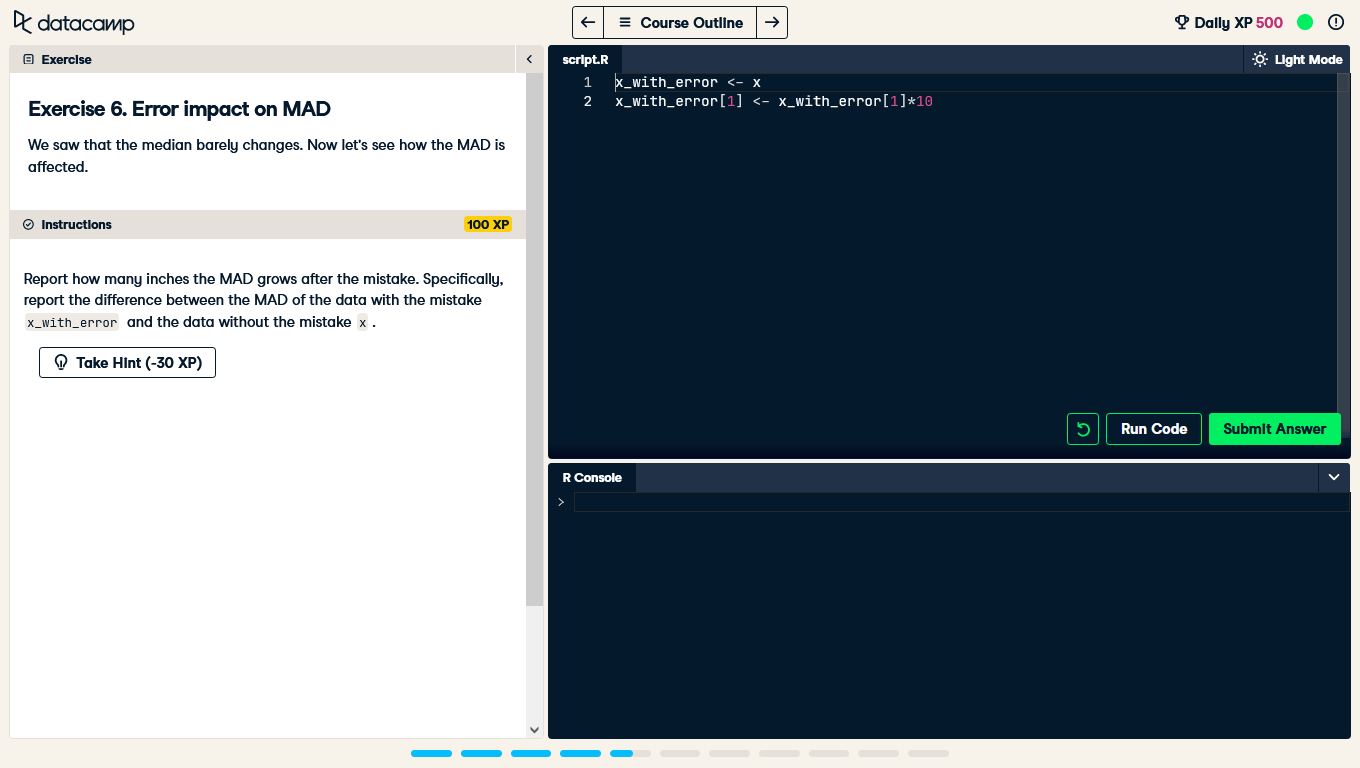 datacamp
Course Outline
Daily XP 500
Exercise
Exercise 6. Error impact on MAD
We saw that the median barely changes. Now let's see how the MAD is
affected.
Instructions
100 XP
Report how many inches the MAD grows after the mistake. Specifically,
report the difference between the MAD of the data with the mistake
x_with_error and the data without the mistake x .
Take Hint (-30 XP)
script.R
Light Mode
1 x_with_error <- x
2 x_with_error[1] <- x_with_error[1]*10
Run Code
Submit Answer
R Console
>